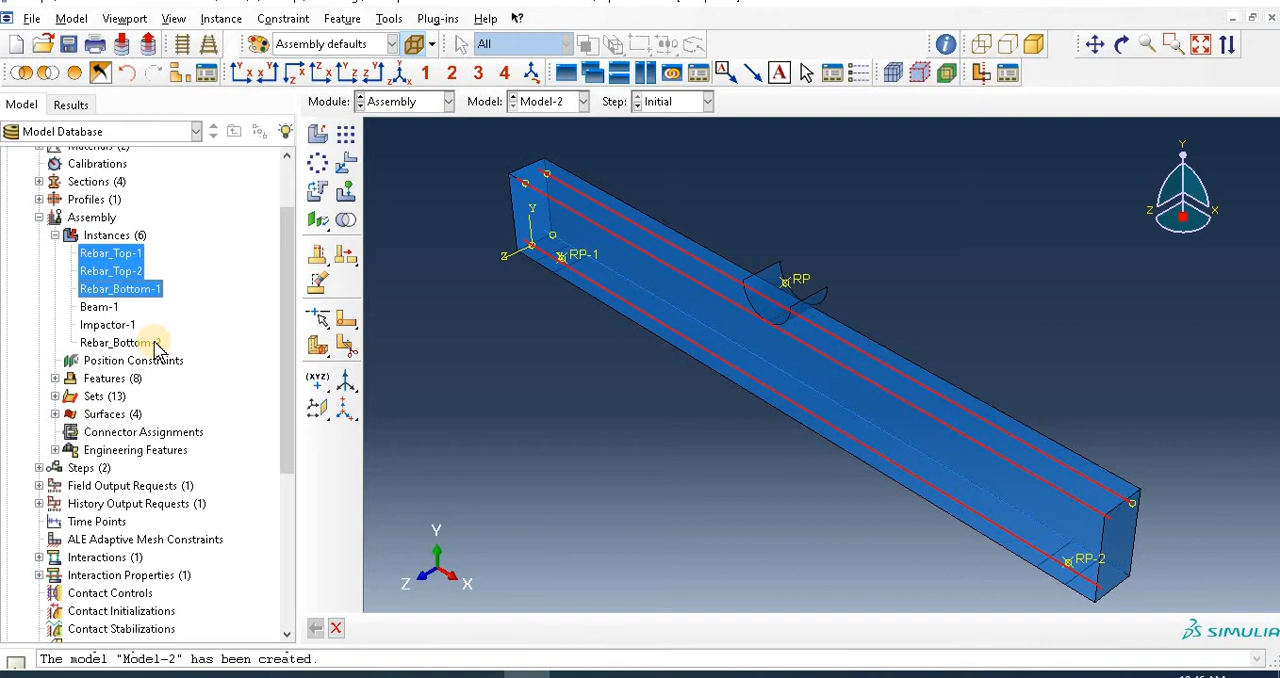 File Model Viewport View Instance Constraint Feature Tools Plug-ins Help
Assembly defaults All
1 2 3 4 A A
Model Results Module: Assembly Model: Model-2 Step: Initial
Model Database
Materials (2)
Calibrations
Sections (4)
Profiles (1)
Assembly
Instances (6)
Rebar_Top-1
Rebar_Top-2
Rebar_Bottom-1
Beam-1
Impactor-1
Rebar_Bottom-2
Position Constraints
Features (8)
Sets (13)
Surfaces (4)
Connector Assignments
Engineering Features
Steps (2)
Field Output Requests (1)
History Output Requests (1)
Time Points
ALE Adaptive Mesh Constraints
Interactions (1)
Interaction Properties (1)
Contact Controls
Contact Initializations
Contact Stabilizations
(XYZ)
Y
Z X
Y
Z
X
RP-1
RP
RP-2
Y
Z X
SIMULIA
The model "Model-2" has been created.